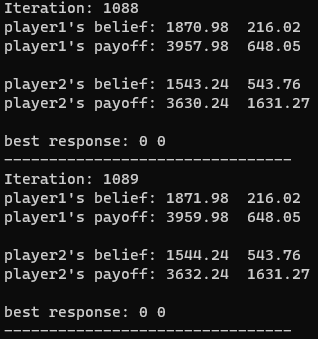 Iteration: 1088
player1's belief: 1870.98  216.02
player1's payoff: 3957.98  648.05
player2's belief: 1543.24  543.76
player2's payoff: 3630.24  1631.27
best response: 0 0
--------------------------------
Iteration: 1089
player1's belief: 1871.98  216.02
player1's payoff: 3959.98  648.05
player2's belief: 1544.24  543.76
player2's payoff: 3632.24  1631.27
best response: 0 0
--------------------------------